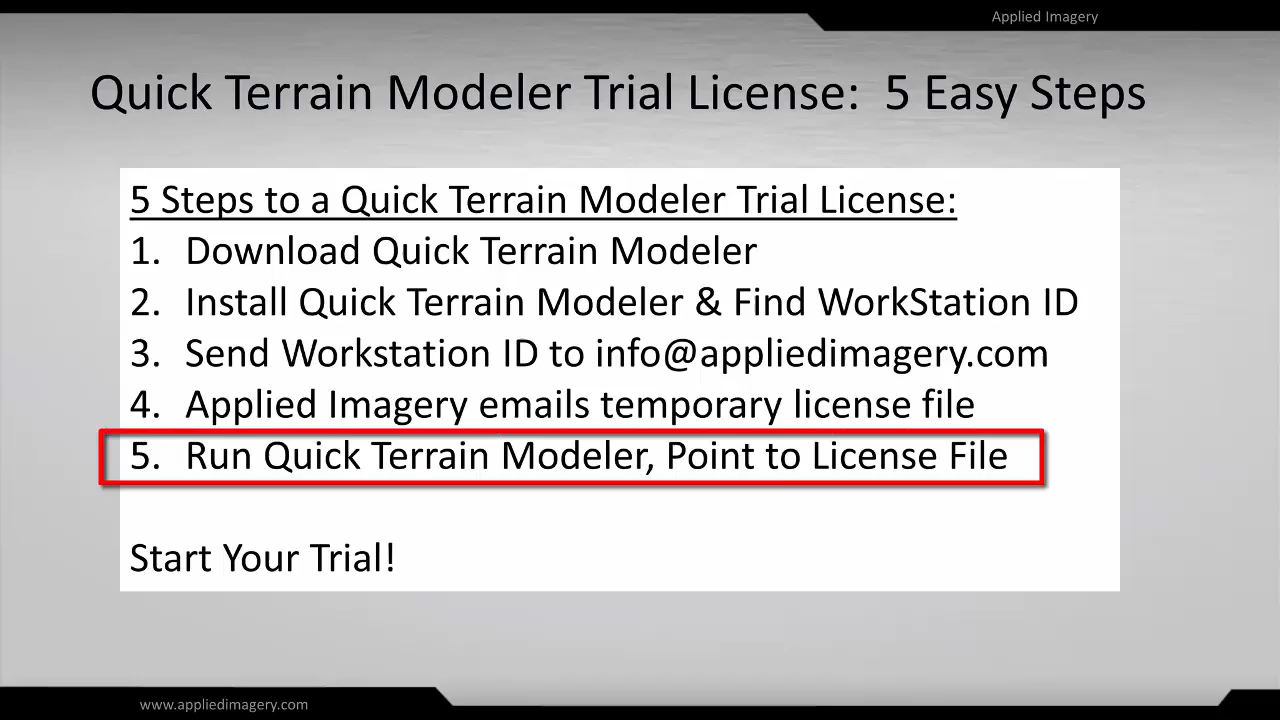 Applied Imagery
Quick Terrain Modeler Trial License: 5 Easy Steps
5 Steps to a Quick Terrain Modeler Trial License:
1. Download Quick Terrain Modeler
2. Install Quick Terrain Modeler & Find WorkStation ID
3. Send Workstation ID to info@appliedimagery.com
4. Applied Imagery emails temporary license file
5. Run Quick Terrain Modeler, Point to License File
Start Your Trial!
www.appliedimagery.com